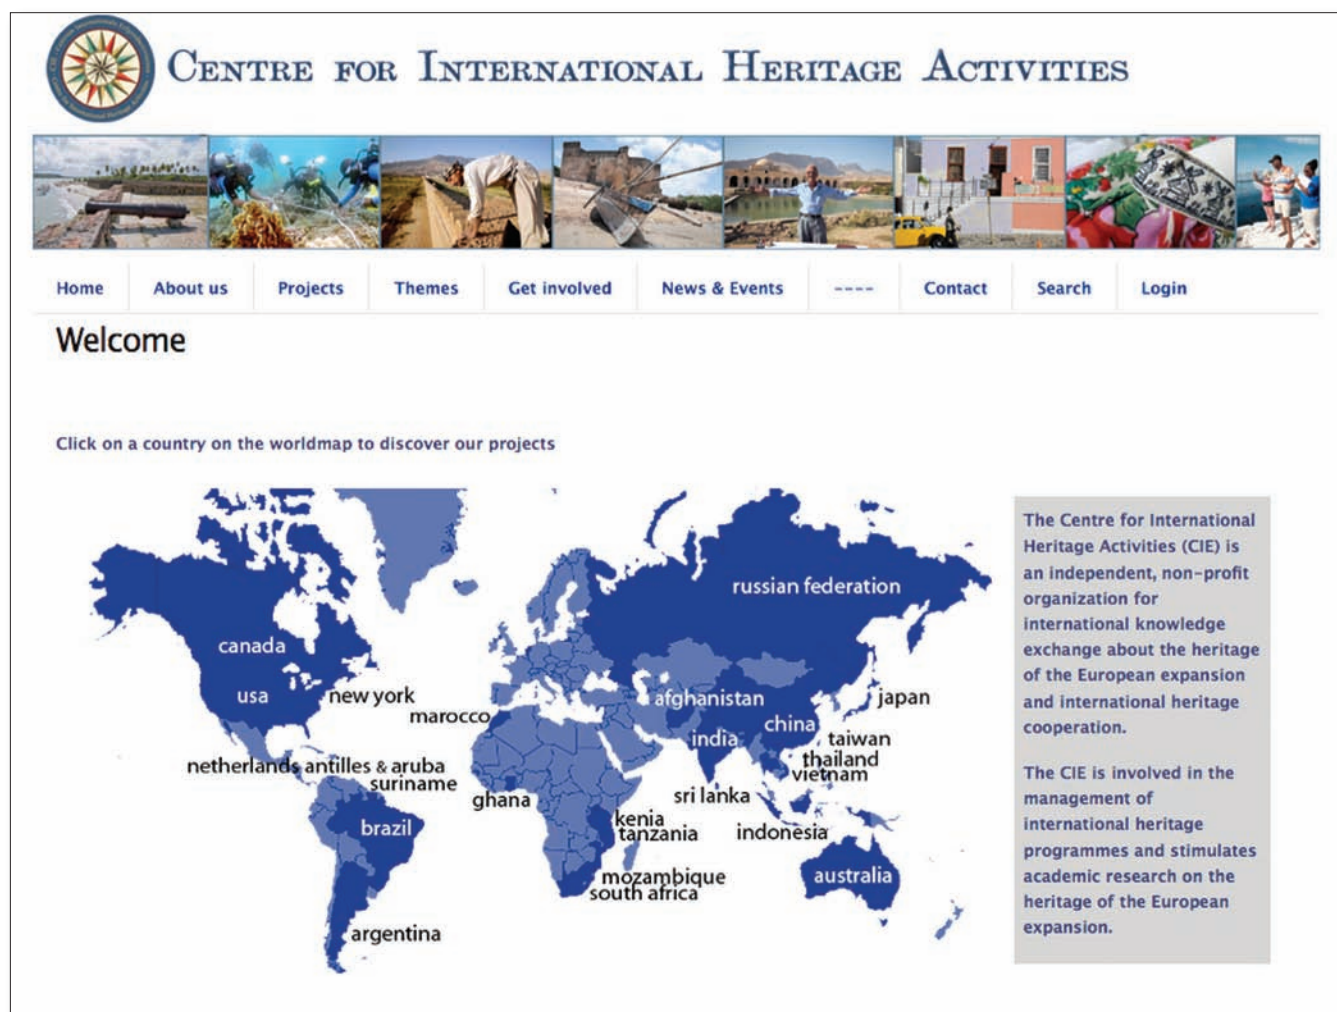 CENTRE FOR INTERNATIONAL HERITAGE ACTIVITIES
Home About us Projects Themes Get involved News & Events ---- Contact Search Login
Welcome
Click on a country on the worldmap to discover our projects
russian federation
canada
usa
new york
marocco
afghanistan
japan
china
india
taiwan
thailand
vietnam
netherlands antilles & aruba
suriname
ghana
sri lanka
kenia
tanzania
indonesia
brazil
mozambique
south africa
australia
argentina
The Centre for International
Heritage Activities (CIE) is
an independent, non-profit
organization for
international knowledge
exchange about the heritage
of the European expansion
and international heritage
cooperation.
The CIE is involved in the
management of
international heritage
programmes and stimulates
academic research on the
heritage of the European
expansion.